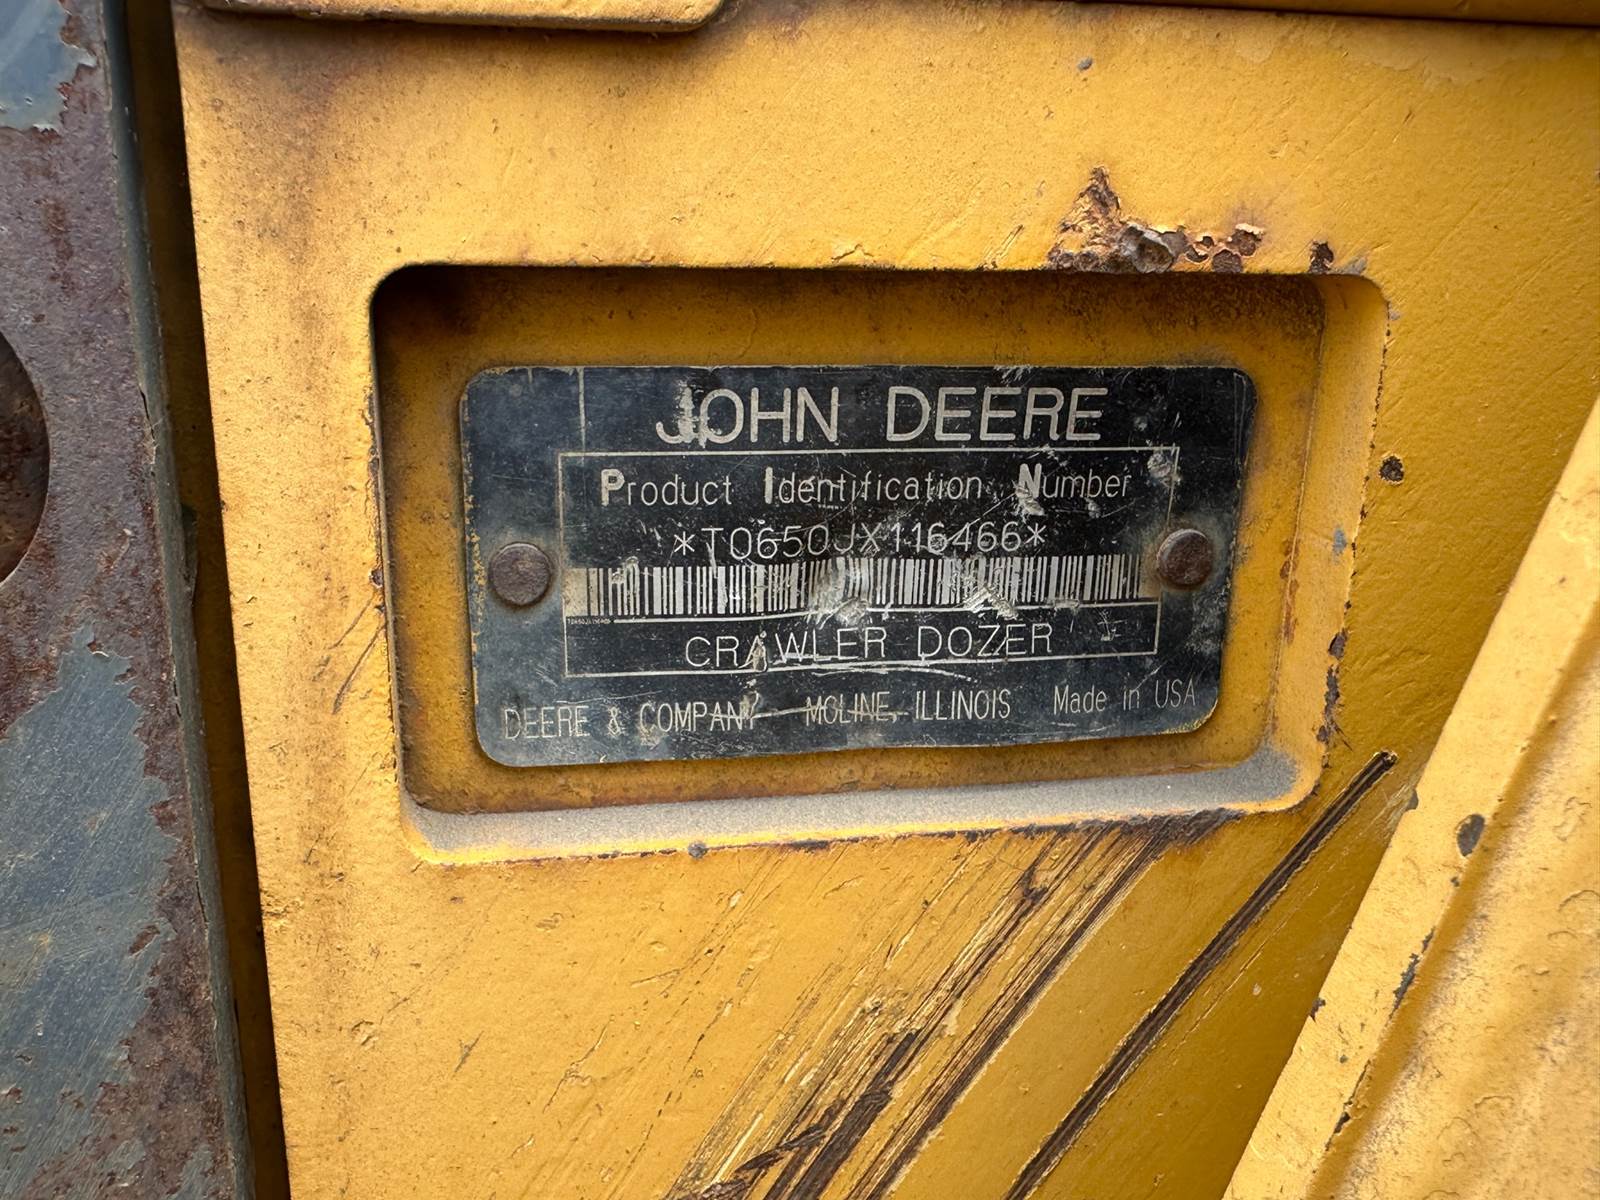 JOHN DEERE
Product Identification Number
*T0650JX116466*
CRAWLER DOZER
DEERE & COMPANY MOLINE, ILLINOIS Made in USA